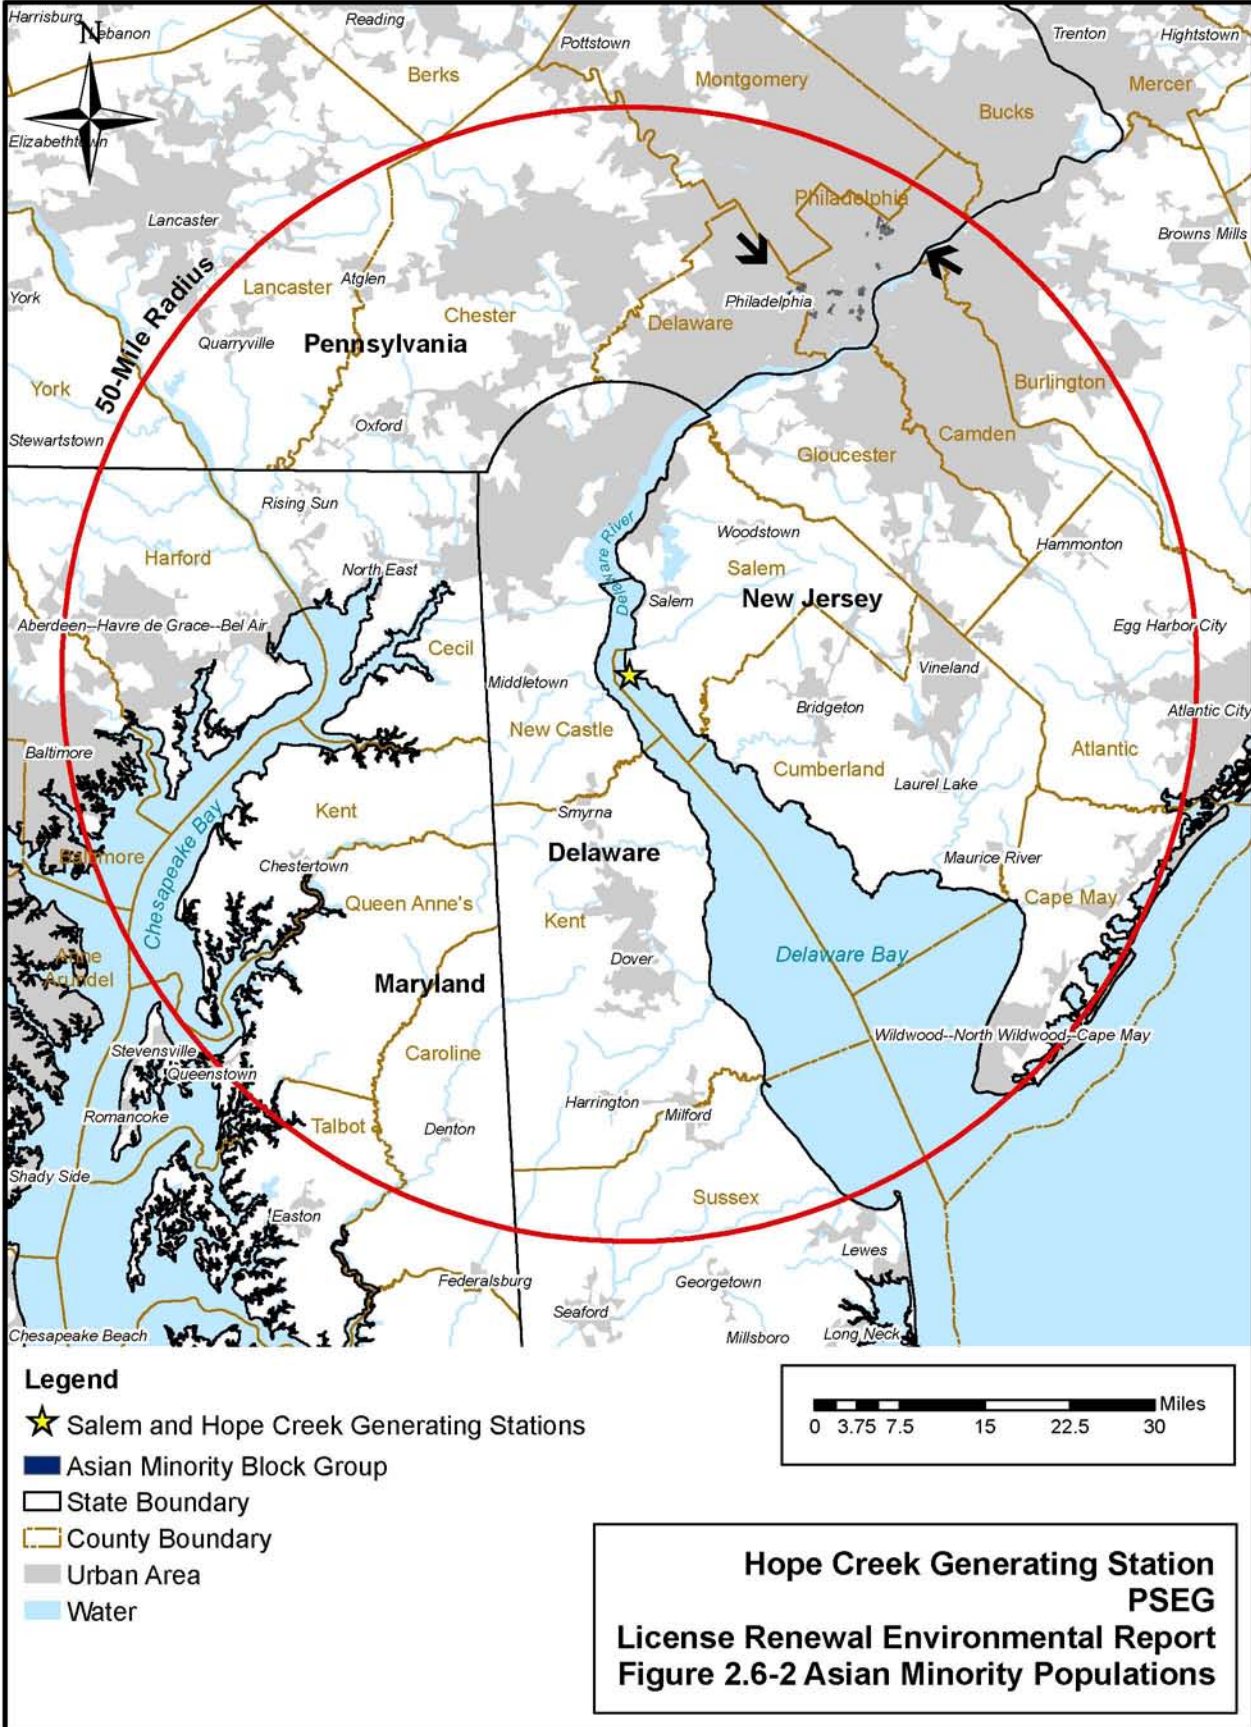 Harrisburg
N
Lebanon
Reading
Pottstown
Trenton
Hightstown
Berks
Montgomery
Bucks
Mercer
Elizabethtown
Philadelphia
Lancaster
Browns Mills
50-Mile Radius
York
Lancaster
Atglen
Chester
Philadelphia
Delaware
Quarryville
Pennsylvania
York
Burlington
Stewartstown
Oxford
Camden
Gloucester
Rising Sun
Woodstown
Delaware River
Hammonton
Harford
North East
Salem
Salem
New Jersey
Aberdeen--Havre de Grace--Bel Air
Egg Harbor City
Cecil
Middletown
Vineland
Bridgeton
Atlantic City
New Castle
Baltimore
Atlantic
Cumberland
Laurel Lake
Kent
Smyrna
Chesapeake Bay
Baltimore
Chestertown
Delaware
Maurice River
Queen Anne's
Kent
Cape May
Anne
Arundel
Dover
Delaware Bay
Maryland
Wildwood--North Wildwood--Cape May
Stevensville
Caroline
Queenstown
Romancoke
Talbot
Denton
Harrington
Milford
Shady Side
Sussex
Easton
Lewes
Federalsburg
Georgetown
Seaford
Chesapeake Beach
Millsboro
Long Neck
Legend
Salem and Hope Creek Generating Stations
Asian Minority Block Group
State Boundary
County Boundary
Urban Area
Water
Miles
0 3.75 7.5 15 22.5 30
Hope Creek Generating Station
PSEG
License Renewal Environmental Report
Figure 2.6-2 Asian Minority Populations